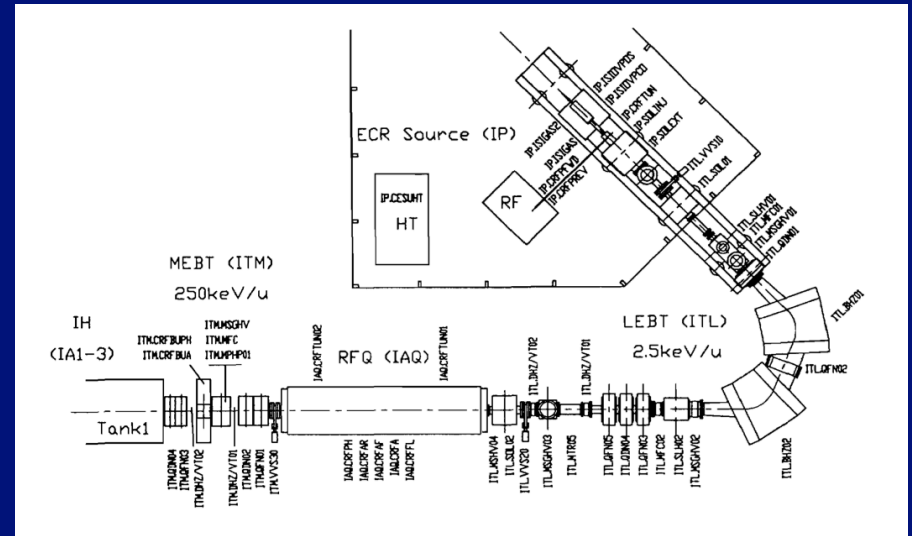 ECR Source (IP)
IP.CESUHT
HT
RF
IP.ISIGAS2
IP.ISIGAS
IP.CRFPFWD
IP.CRFPREV
IP.ISIDVPOS
IP.ISIDVPCO
IP.CRFTUN
IP.SOLINJ
IP.SOLEXT
ITL.VVS10
ITL.SOL01
ITL.SLHV01
ITL.MFC01
ITL.MSGHV01
ITL.QDN01
ITL.BHZ01
ITL.QFN02
ITL.BHZ02
MEBT (ITM)
250keV/u
LEBT (ITL)
2.5keV/u
IH
(IA1-3)
Tank1
ITM.CRFBUPH
ITM.CRFBUA
ITM.MSGHV
ITM.MFC
ITM.MPHP01
RFQ (IAQ)
IAQ.CRFTUN02
IAQ.CRFTUN01
ITL.DHZ/VT02
ITL.DHZ/VT01
ITM.QDN04
ITM.QFN03
ITM.DHZ/VT02
ITM.DHZ/VT01
ITM.QDN02
ITM.QFN01
ITM.VVS30
IAQ.CRFPH
IAQ.CRFAR
IAQ.CRFAF
IAQ.CRFA
IAQ.CRFFL
ITL.MSHV04
ITL.SOL02
ITL.VVS20
ITL.MSGHV03
ITL.MTR05
ITL.QFN05
ITL.QDN04
ITL.QFN03
ITL.MFC02
ITL.SLH02
ITL.MSGHV02